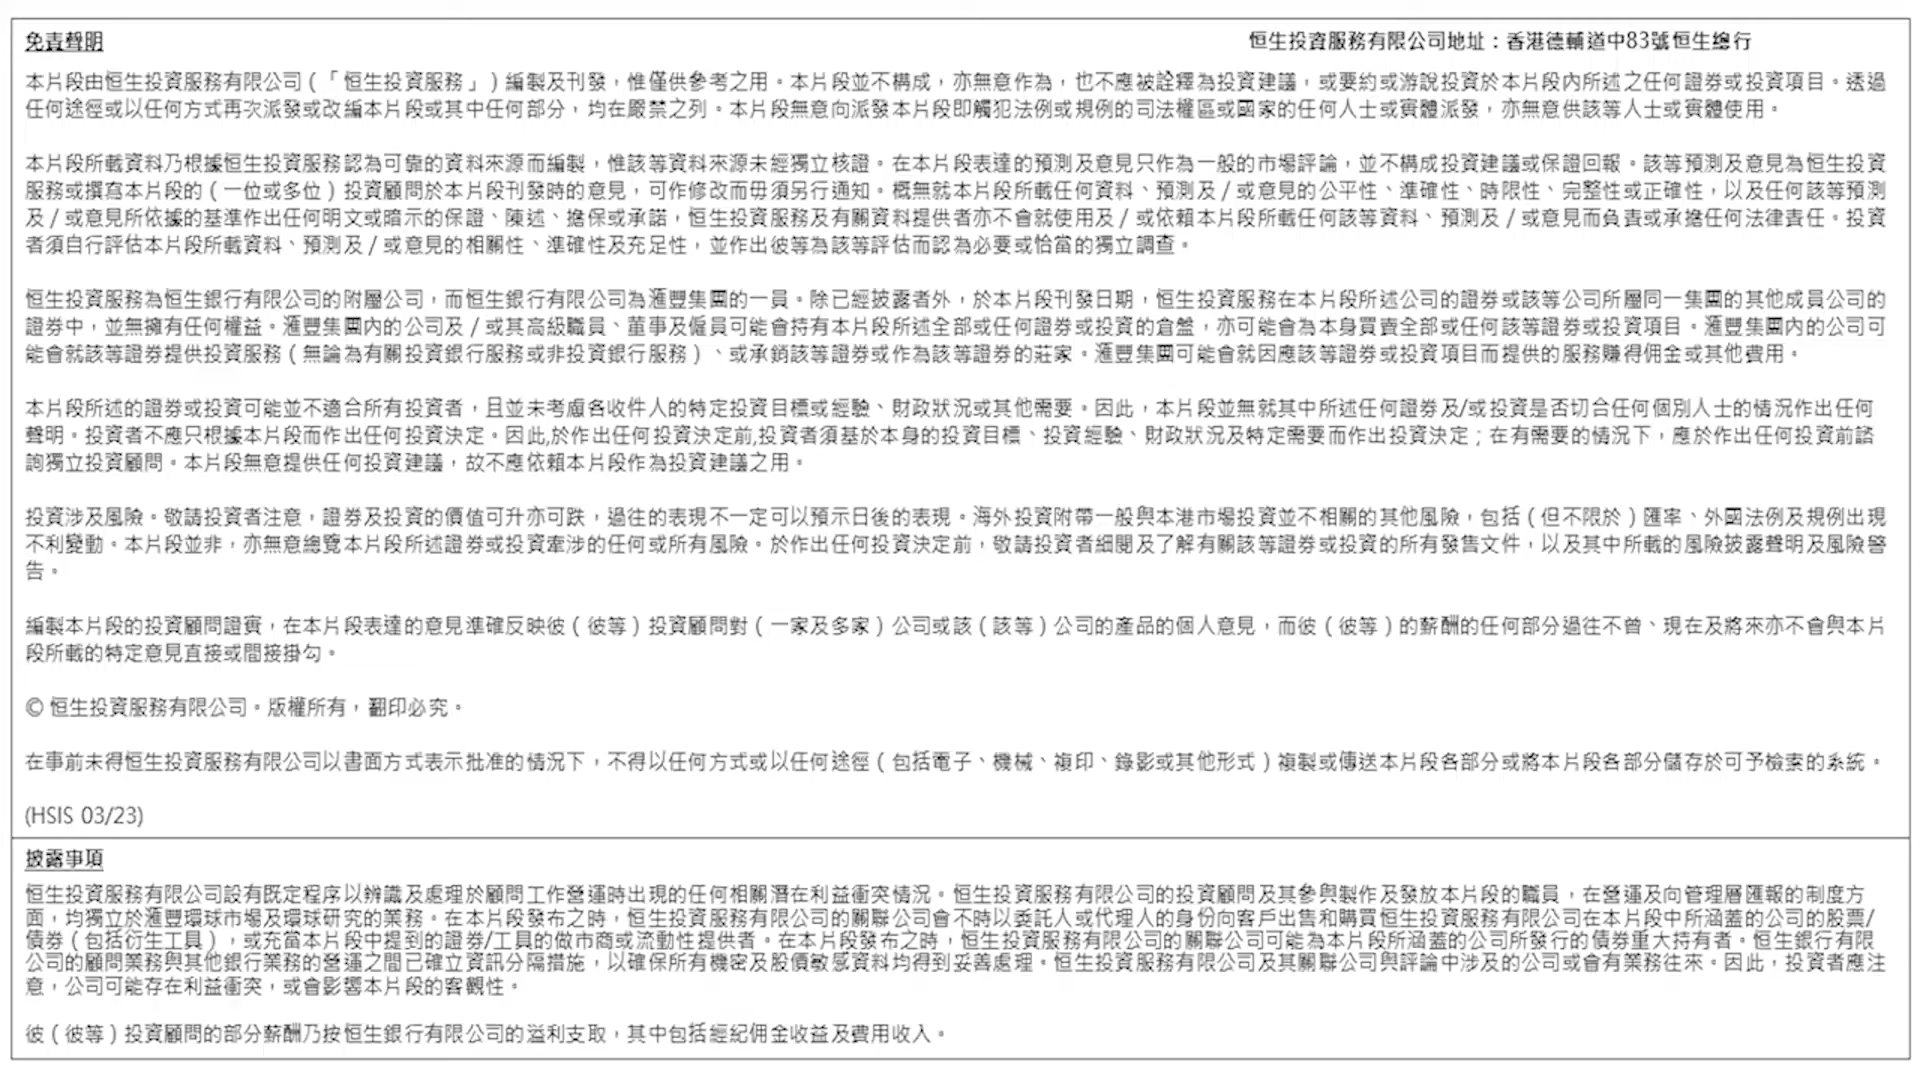 免責聲明
恒生投資服務有限公司地址：香港德輔道中83號恒生總行
本片段由恒生投資服務有限公司（「恒生投資服務」）編製及刊發，惟僅供參考之用。本片段並不構成，亦無意作為，也不應被詮釋為投資建議，或要約或游說投資於本片段內所述之任何證券或投資項目。透過
任何途徑或以任何方式再次派發或改編本片段或其中任何部分，均在嚴禁之列。本片段無意向派發本片段即觸犯法例或規例的司法權區或國家的任何人士或實體派發，亦無意供該等人士或實體使用。
本片段所載資料乃根據恒生投資服務認為可靠的資料來源而編製，惟該等資料來源未經獨立核證。在本片段表達的預測及意見只作為一般的市場評論，並不構成投資建議或保證回報。該等預測及意見為恒生投資
服務或撰寫本片段的（一位或多位）投資顧問於本片段刊發時的意見，可作修改而毋須另行通知。概無就本片段所載任何資料、預測及／或意見的公平性、準確性、時限性、完整性或正確性，以及任何該等預測
及／或意見所依據的基準作出任何明文或暗示的保證、陳述、擔保或承諾，恒生投資服務及有關資料提供者亦不會就使用及／或依賴本片段所載任何該等資料、預測及／或意見而負責或承擔任何法律責任。投資
者須自行評估本片段所載資料、預測及／或意見的相關性、準確性及充足性，並作出彼等為該等評估而認為必要或恰當的獨立調查。
恒生投資服務為恒生銀行有限公司的附屬公司，而恒生銀行有限公司為滙豐集團的一員。除已經披露者外，於本片段刊發日期，恒生投資服務在本片段所述公司的證券或該等公司所屬同一集團的其他成員公司的
證券中，並無擁有任何權益。滙豐集團內的公司及／或其高級職員、董事及僱員可能會持有本片段所述全部或任何證券或投資的倉盤，亦可能會為本身買賣全部或任何該等證券或投資項目。滙豐集團內的公司可
能會就該等證券提供投資服務（無論為有關投資銀行服務或非投資銀行服務）、或承銷該等證券或作為該等證券的莊家。滙豐集團可能會就因應該等證券或投資項目而提供的服務賺得佣金或其他費用。
本片段所述的證券或投資可能並不適合所有投資者，且並未考慮各收件人的特定投資目標或經驗、財政狀況或其他需要。因此，本片段並無就其中所述任何證券及/或投資是否切合任何個別人士的情況作出任何
聲明。投資者不應只根據本片段而作出任何投資決定。因此,於作出任何投資決定前,投資者須基於本身的投資目標、投資經驗、財政狀況及特定需要而作出投資決定；在有需要的情況下，應於作出任何投資前諮
詢獨立投資顧問。本片段無意提供任何投資建議，故不應依賴本片段作為投資建議之用。
投資涉及風險。敬請投資者注意，證券及投資的價值可升亦可跌，過往的表現不一定可以預示日後的表現。海外投資附帶一般與本港市場投資並不相關的其他風險，包括（但不限於）匯率、外國法例及規例出現
不利變動。本片段並非，亦無意總覽本片段所述證券或投資牽涉的任何或所有風險。於作出任何投資決定前，敬請投資者細閱及了解有關該等證券或投資的所有發售文件，以及其中所載的風險披露聲明及風險警
告。
編製本片段的投資顧問證實，在本片段表達的意見準確反映彼（彼等）投資顧問對（一家及多家）公司或該（該等）公司的產品的個人意見，而彼（彼等）的薪酬的任何部分過往不曾、現在及將來亦不會與本片
段所載的特定意見直接或間接掛勾。
© 恒生投資服務有限公司。版權所有，翻印必究。
在事前未得恒生投資服務有限公司以書面方式表示批准的情況下，不得以任何方式或以任何途徑（包括電子、機械、複印、錄影或其他形式）複製或傳送本片段各部分或將本片段各部分儲存於可予檢索的系統。
(HSIS 03/23)
披露事項
恒生投資服務有限公司設有既定程序以辨識及處理於顧問工作營運時出現的任何相關潛在利益衝突情況。恒生投資服務有限公司的投資顧問及其參與製作及發放本片段的職員，在營運及向管理層匯報的制度方
面，均獨立於滙豐環球市場及環球研究的業務。在本片段發布之時，恒生投資服務有限公司的關聯公司會不時以委託人或代理人的身份向客戶出售和購買恒生投資服務有限公司在本片段中所涵蓋的公司的股票/
債券（包括衍生工具），或充當本片段中提到的證券/工具的做市商或流動性提供者。在本片段發布之時，恒生投資服務有限公司的關聯公司可能為本片段所涵蓋的公司所發行的債券重大持有者。恒生銀行有限
公司的顧問業務與其他銀行業務的營運之間已確立資訊分隔措施，以確保所有機密及股價敏感資料均得到妥善處理。恒生投資服務有限公司及其關聯公司與評論中涉及的公司或會有業務往來。因此，投資者應注
意，公司可能存在利益衝突，或會影響本片段的客觀性。
彼（彼等）投資顧問的部分薪酬乃按恒生銀行有限公司的溢利支取，其中包括經紀佣金收益及費用收入。